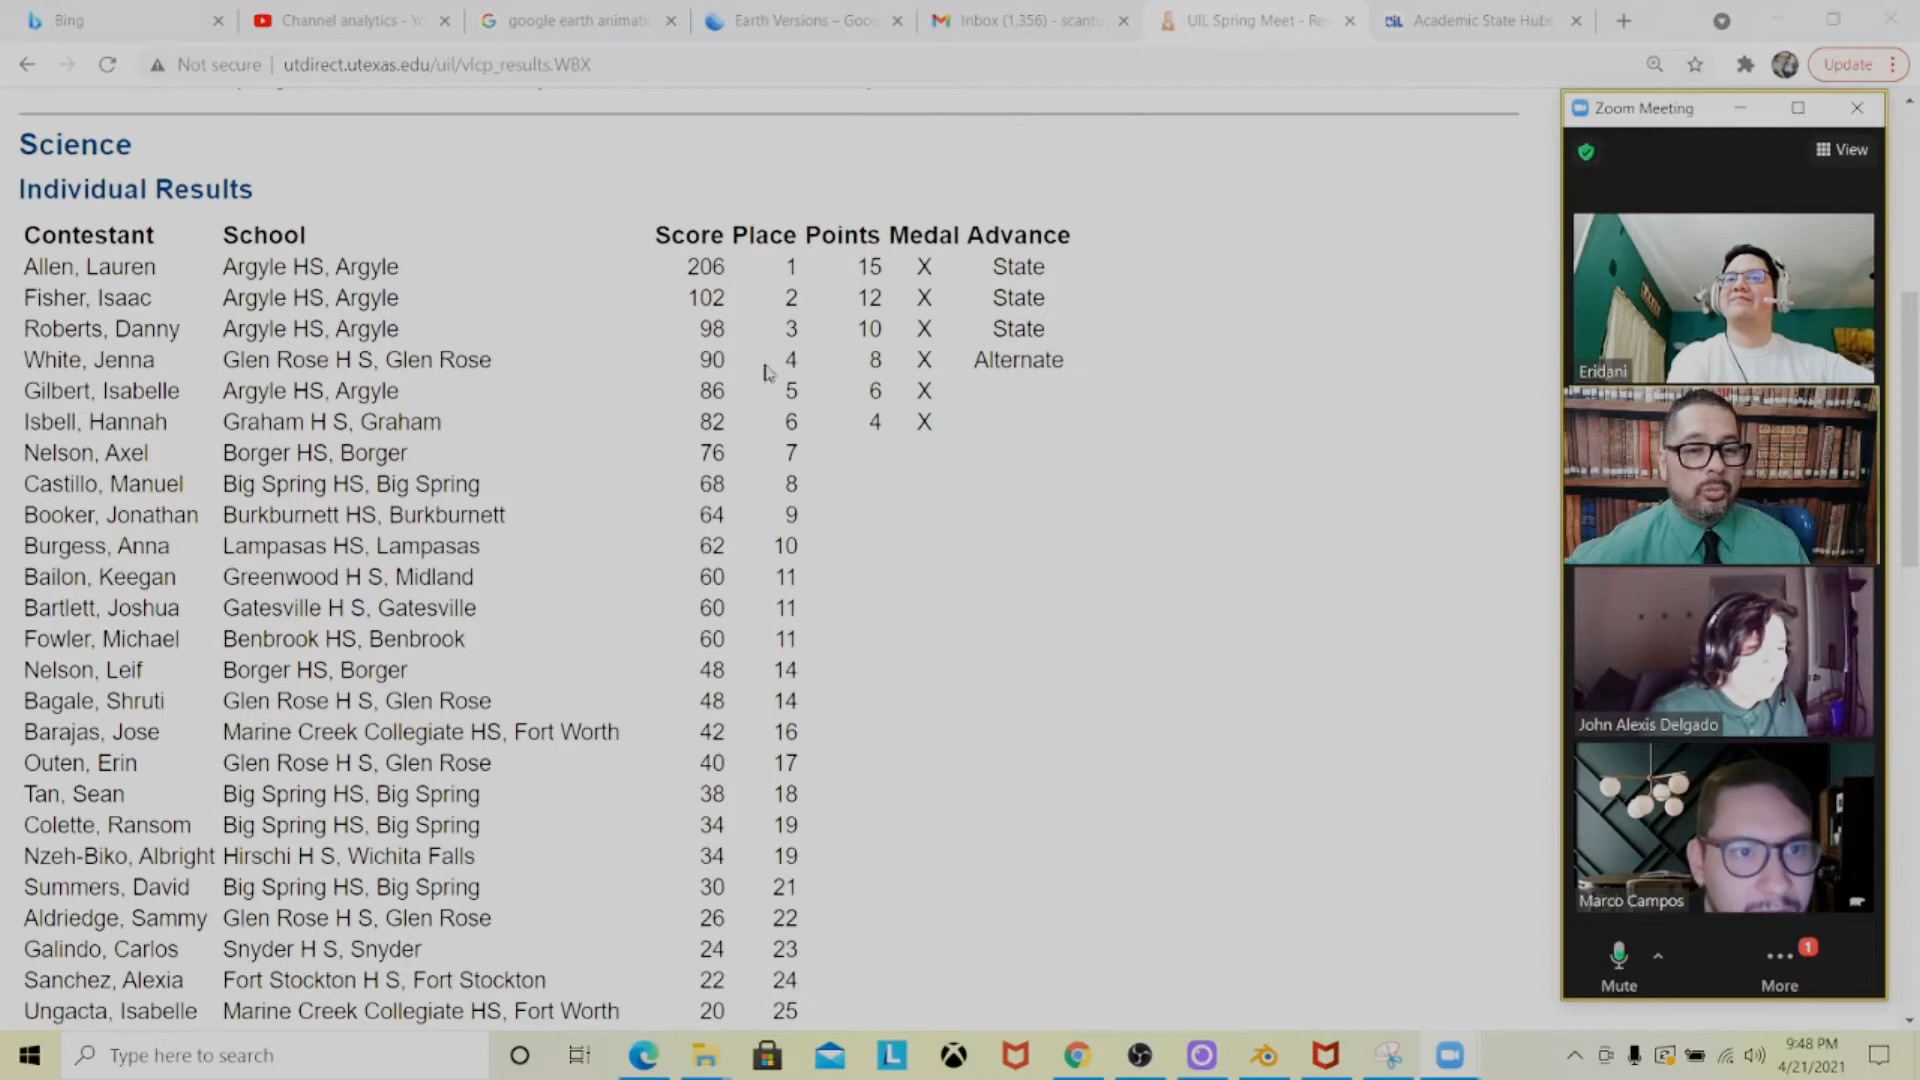 Bing
Channel analytics - Yo
google earth animati
Earth Versions – Goo
Inbox (1,356) - scantu
UIL Spring Meet - Re
Academic State Hubs
Not secure
utdirect.utexas.edu/uil/vlcp_results.WBX
Update
Science
Individual Results
Contestant School Score Place Points Medal Advance
Allen, Lauren Argyle HS, Argyle 206 1 15 X State
Fisher, Isaac Argyle HS, Argyle 102 2 12 X State
Roberts, Danny Argyle HS, Argyle 98 3 10 X State
White, Jenna Glen Rose H S, Glen Rose 90 4 8 X Alternate
Gilbert, Isabelle Argyle HS, Argyle 86 5 6 X
Isbell, Hannah Graham H S, Graham 82 6 4 X
Nelson, Axel Borger HS, Borger 76 7
Castillo, Manuel Big Spring HS, Big Spring 68 8
Booker, Jonathan Burkburnett HS, Burkburnett 64 9
Burgess, Anna Lampasas HS, Lampasas 62 10
Bailon, Keegan Greenwood H S, Midland 60 11
Bartlett, Joshua Gatesville H S, Gatesville 60 11
Fowler, Michael Benbrook HS, Benbrook 60 11
Nelson, Leif Borger HS, Borger 48 14
Bagale, Shruti Glen Rose H S, Glen Rose 48 14
Barajas, Jose Marine Creek Collegiate HS, Fort Worth 42 16
Outen, Erin Glen Rose H S, Glen Rose 40 17
Tan, Sean Big Spring HS, Big Spring 38 18
Colette, Ransom Big Spring HS, Big Spring 34 19
Nzeh-Biko, Albright Hirschi H S, Wichita Falls 34 19
Summers, David Big Spring HS, Big Spring 30 21
Aldriedge, Sammy Glen Rose H S, Glen Rose 26 22
Galindo, Carlos Snyder H S, Snyder 24 23
Sanchez, Alexia Fort Stockton H S, Fort Stockton 22 24
Ungacta, Isabelle Marine Creek Collegiate HS, Fort Worth 20 25
Zoom Meeting
View
Eridani
John Alexis Delgado
Marco Campos
1
Mute
More
Type here to search
9:48 PM
4/21/2021